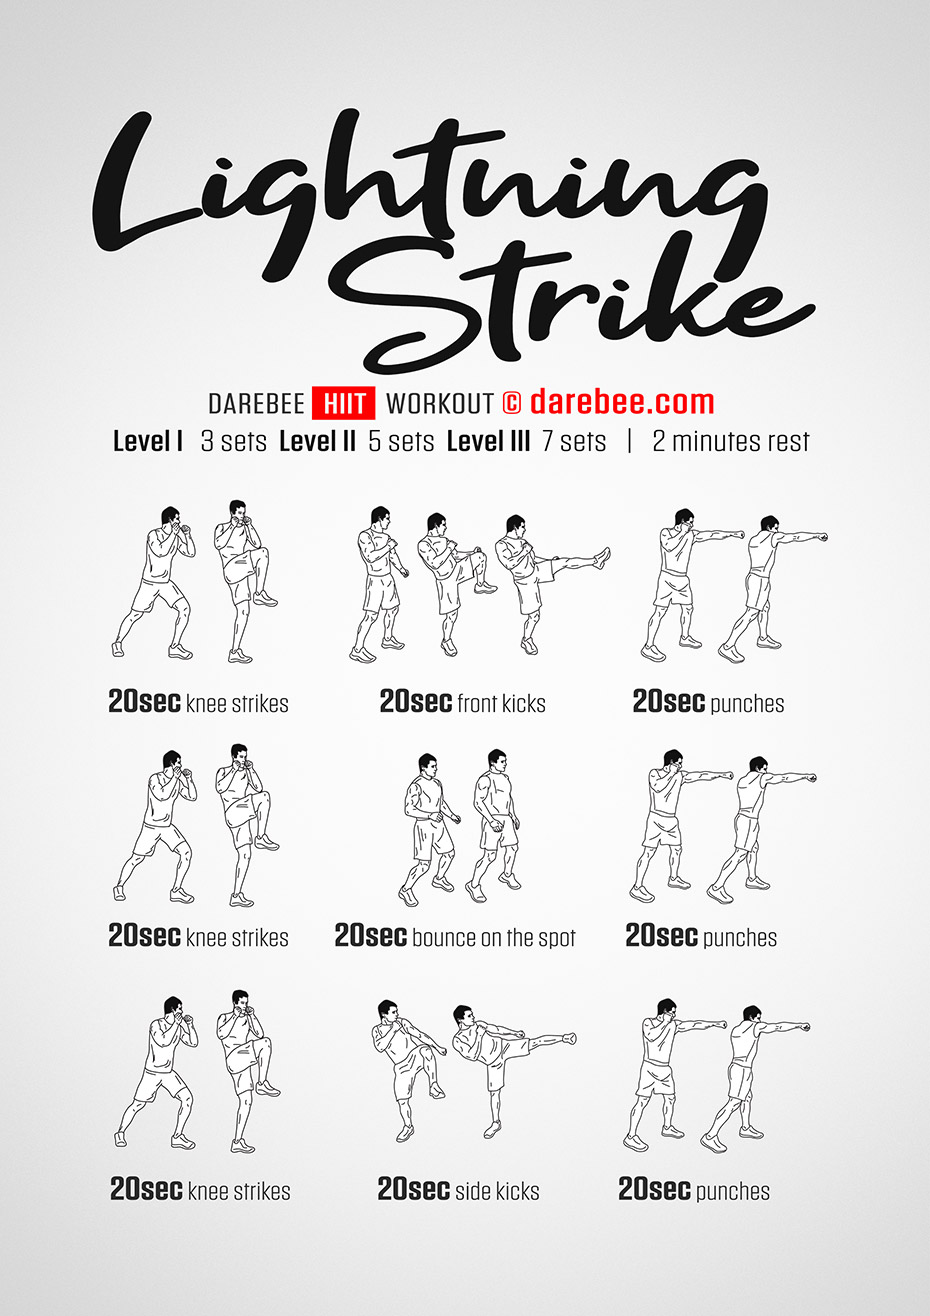 Lightning
Strike
DAREBEE HIIT WORKOUT © darebee.com
Level I 3 sets Level II 5 sets Level III 7 sets | 2 minutes rest
20sec knee strikes
20sec front kicks
20sec punches
20sec knee strikes
20sec bounce on the spot
20sec punches
20sec knee strikes
20sec side kicks
20sec punches